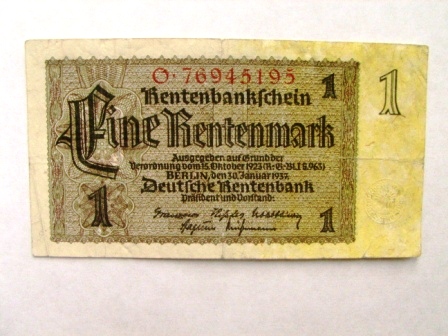 O·76945195
Rentenbankschein 1 1
Eine Rentenmark
Ausgegeben auf Grund der
Verordnung vom 15. Oktober 1923 (R·G·Bl·I S.963)
BERLIN, den 30. Januar 1937.
Deutsche Rentenbank
Präsident und Vorstand:
1 1